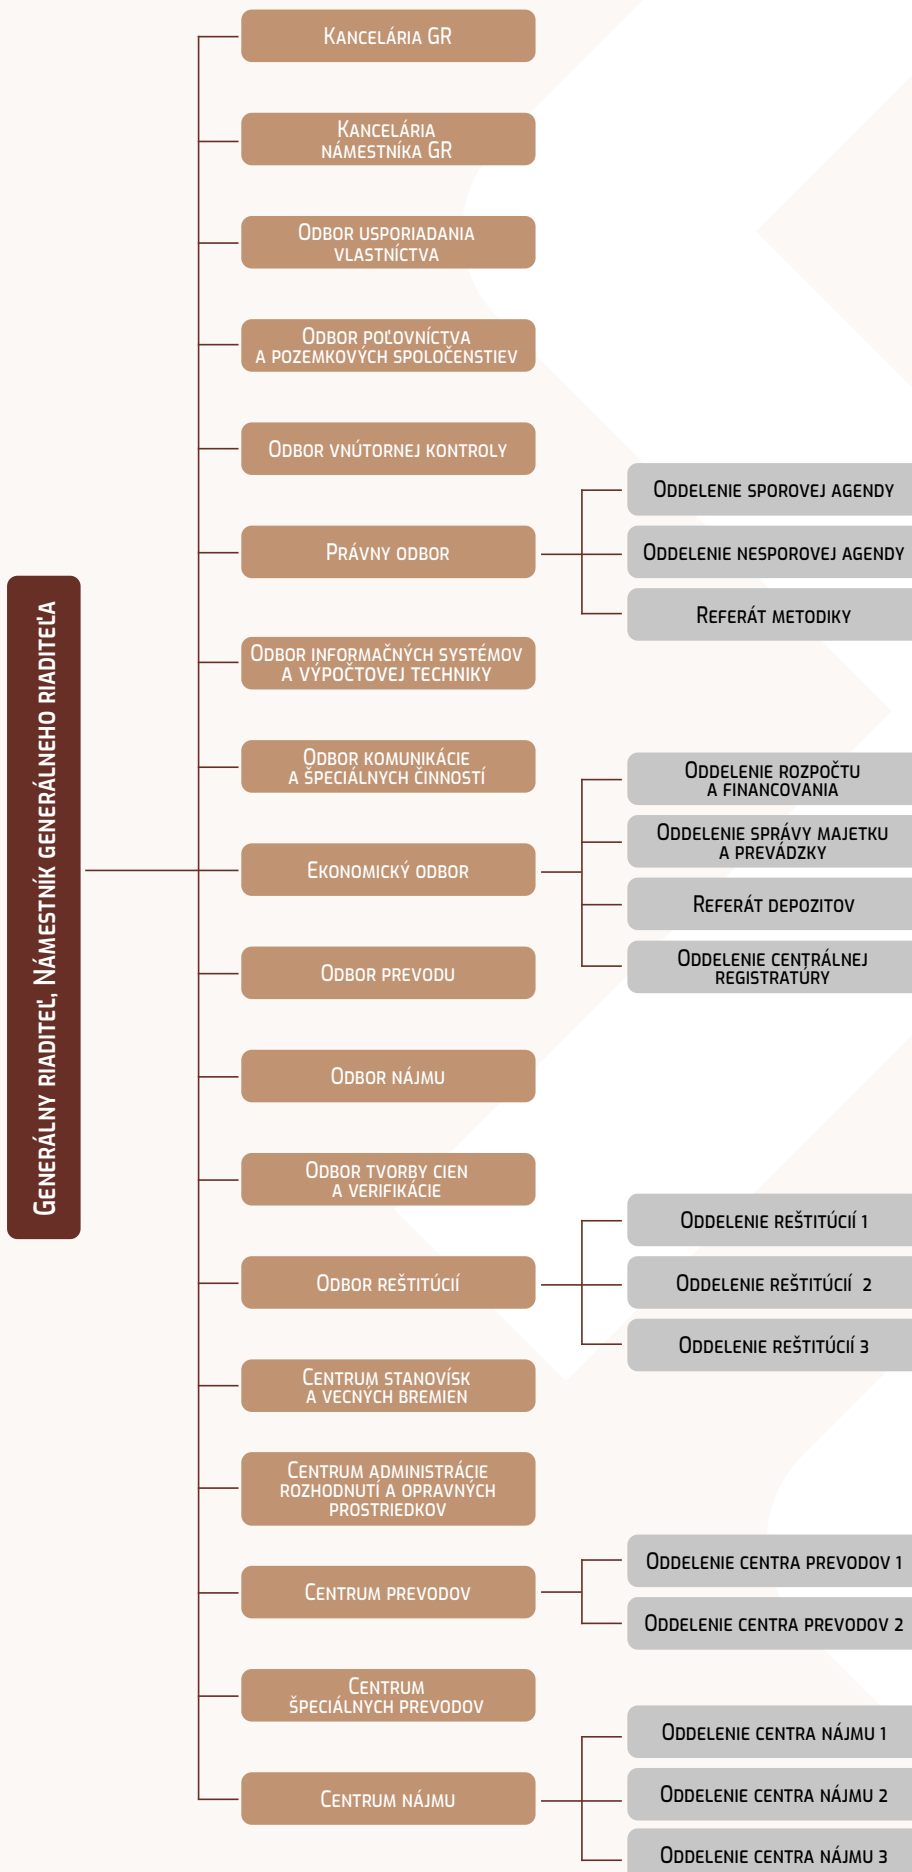 Generálny riaditeľ, Námestník generálneho riaditeľa
Kancelária GR
Kancelária
námestníka GR
Odbor usporiadania
vlastníctva
Odbor poľovníctva
a pozemkových spoločenstiev
Odbor vnútornej kontroly
Právny odbor
Oddelenie sporovej agendy
Oddelenie nesporovej agendy
Referát metodiky
Odbor informačných systémov
a výpočtovej techniky
Odbor komunikácie
a špeciálnych činností
Ekonomický odbor
Oddelenie rozpočtu
a financovania
Oddelenie správy majetku
a prevádzky
Referát depozitov
Oddelenie centrálnej
registratúry
Odbor prevodu
Odbor nájmu
Odbor tvorby cien
a verifikácie
Odbor reštitúcií
Oddelenie reštitúcií 1
Oddelenie reštitúcií 2
Oddelenie reštitúcií 3
Centrum stanovísk
a vecných bremien
Centrum administrácie
rozhodnutí a opravných
prostriedkov
Centrum prevodov
Oddelenie centra prevodov 1
Oddelenie centra prevodov 2
Centrum
špeciálnych prevodov
Centrum nájmu
Oddelenie centra nájmu 1
Oddelenie centra nájmu 2
Oddelenie centra nájmu 3